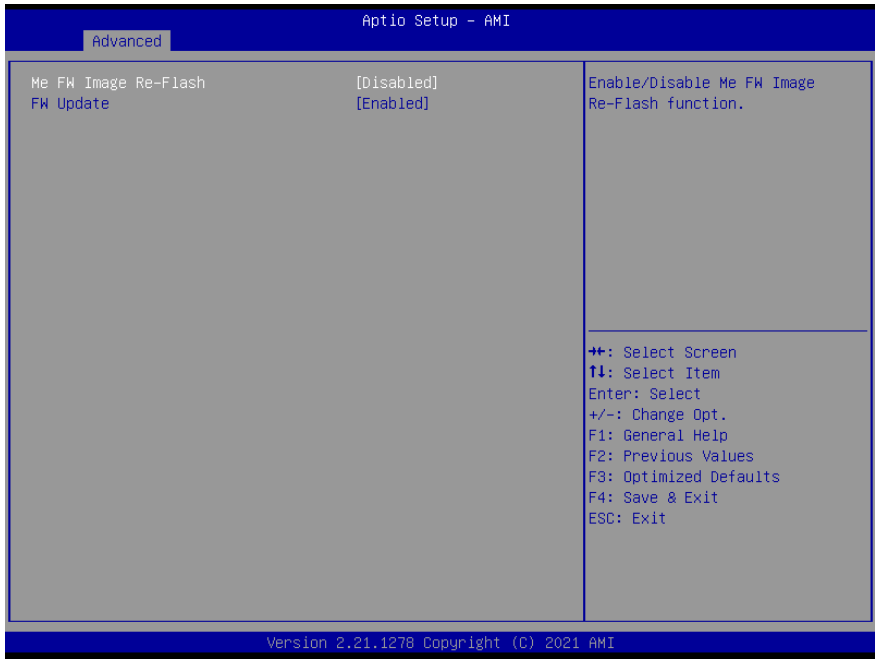 Aptio Setup - AMI
Advanced
Me FW Image Re-Flash [Disabled]
FW Update [Enabled]
Enable/Disable Me FW Image
Re-Flash function.
→←: Select Screen
↑↓: Select Item
Enter: Select
+/-: Change Opt.
F1: General Help
F2: Previous Values
F3: Optimized Defaults
F4: Save & Exit
ESC: Exit
Version 2.21.1278 Copyright (C) 2021 AMI